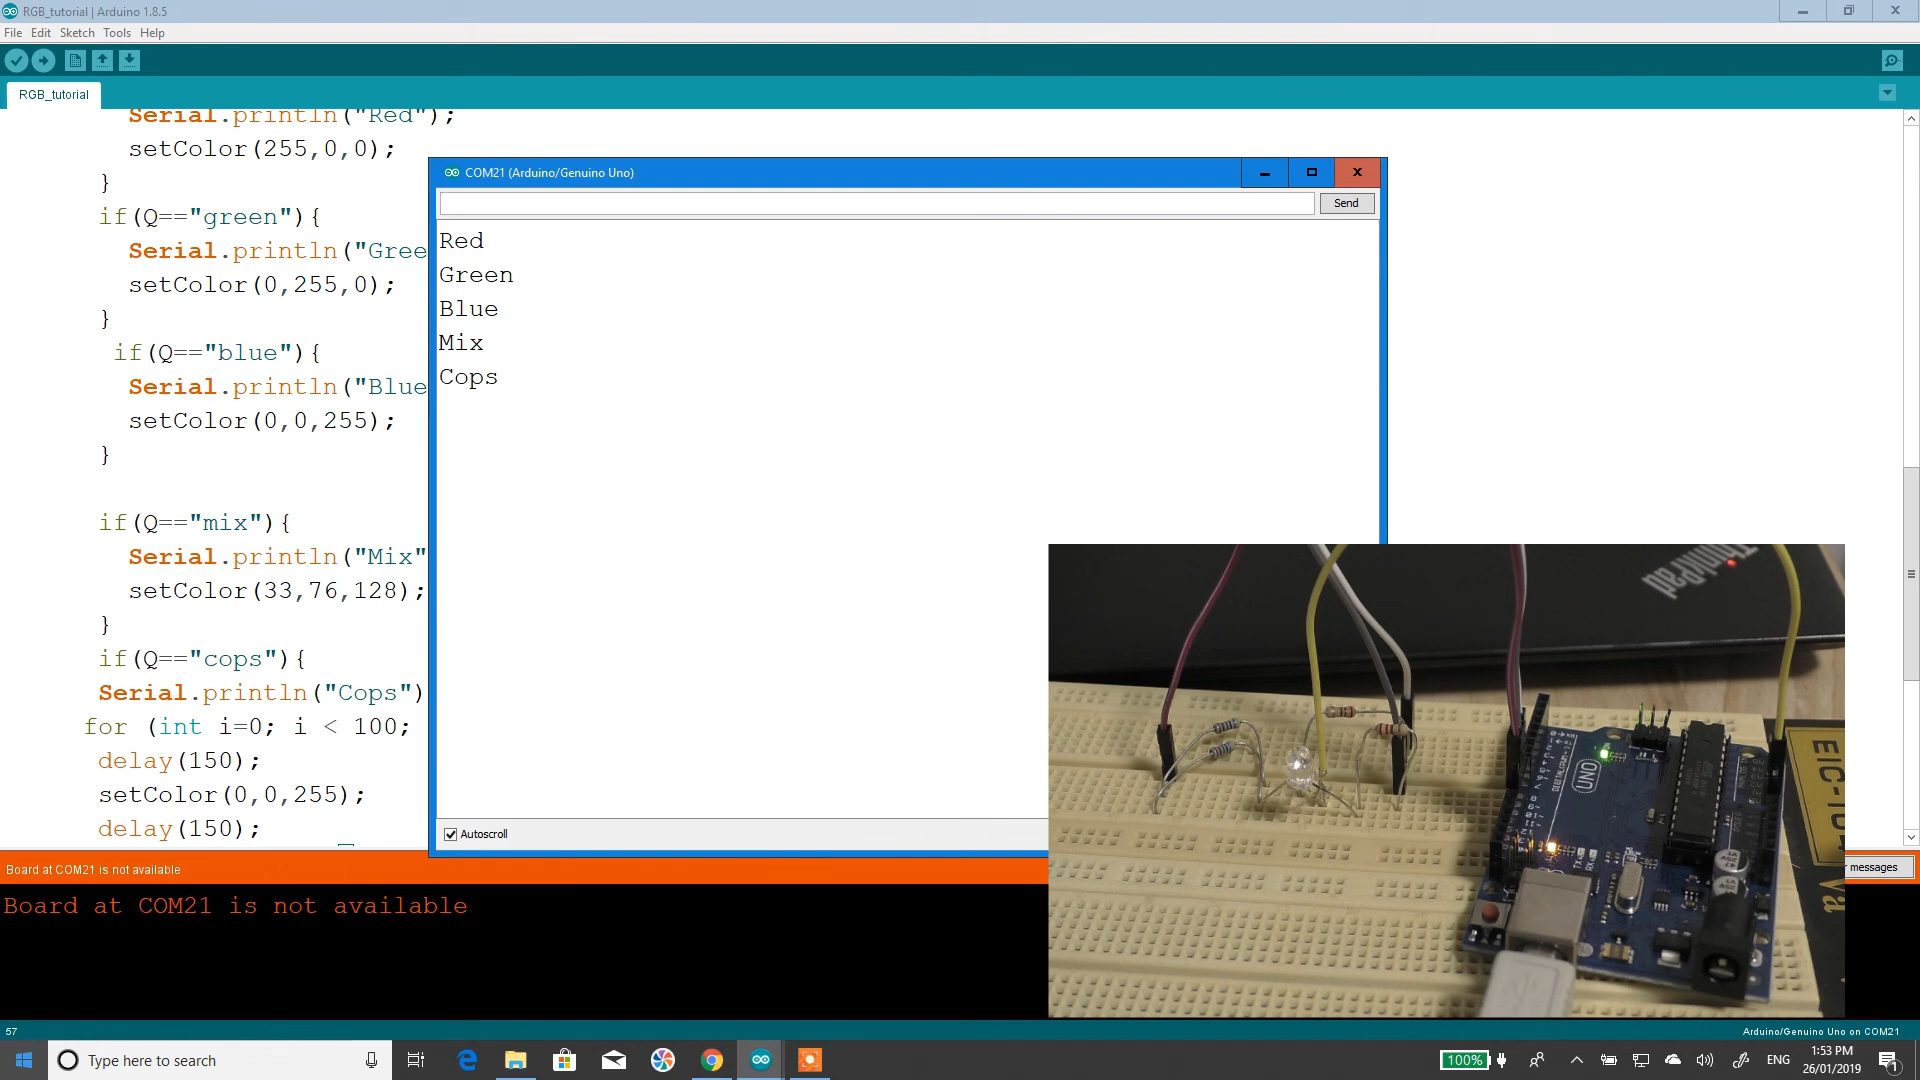 RGB_tutorial | Arduino 1.8.5
File Edit Sketch Tools Help
RGB_tutorial
Serial.println("Red");
setColor(255,0,0);
}
if(Q=="green"){
Serial.println("Gree
setColor(0,255,0);
}
if(Q=="blue"){
Serial.println("Blue
setColor(0,0,255);
}
if(Q=="mix"){
Serial.println("Mix"
setColor(33,76,128);
}
if(Q=="cops"){
Serial.println("Cops")
for (int i=0; i < 100;
delay(150);
setColor(0,0,255);
delay(150);
COM21 (Arduino/Genuino Uno)
Send
Red
Green
Blue
Mix
Cops
Autoscroll
ThinkPad
UNO
EIC-10
Board at COM21 is not available
messages
Board at COM21 is not available
57
Arduino/Genuino Uno on COM21
Type here to search
100%
ENG
1:53 PM
26/01/2019
1